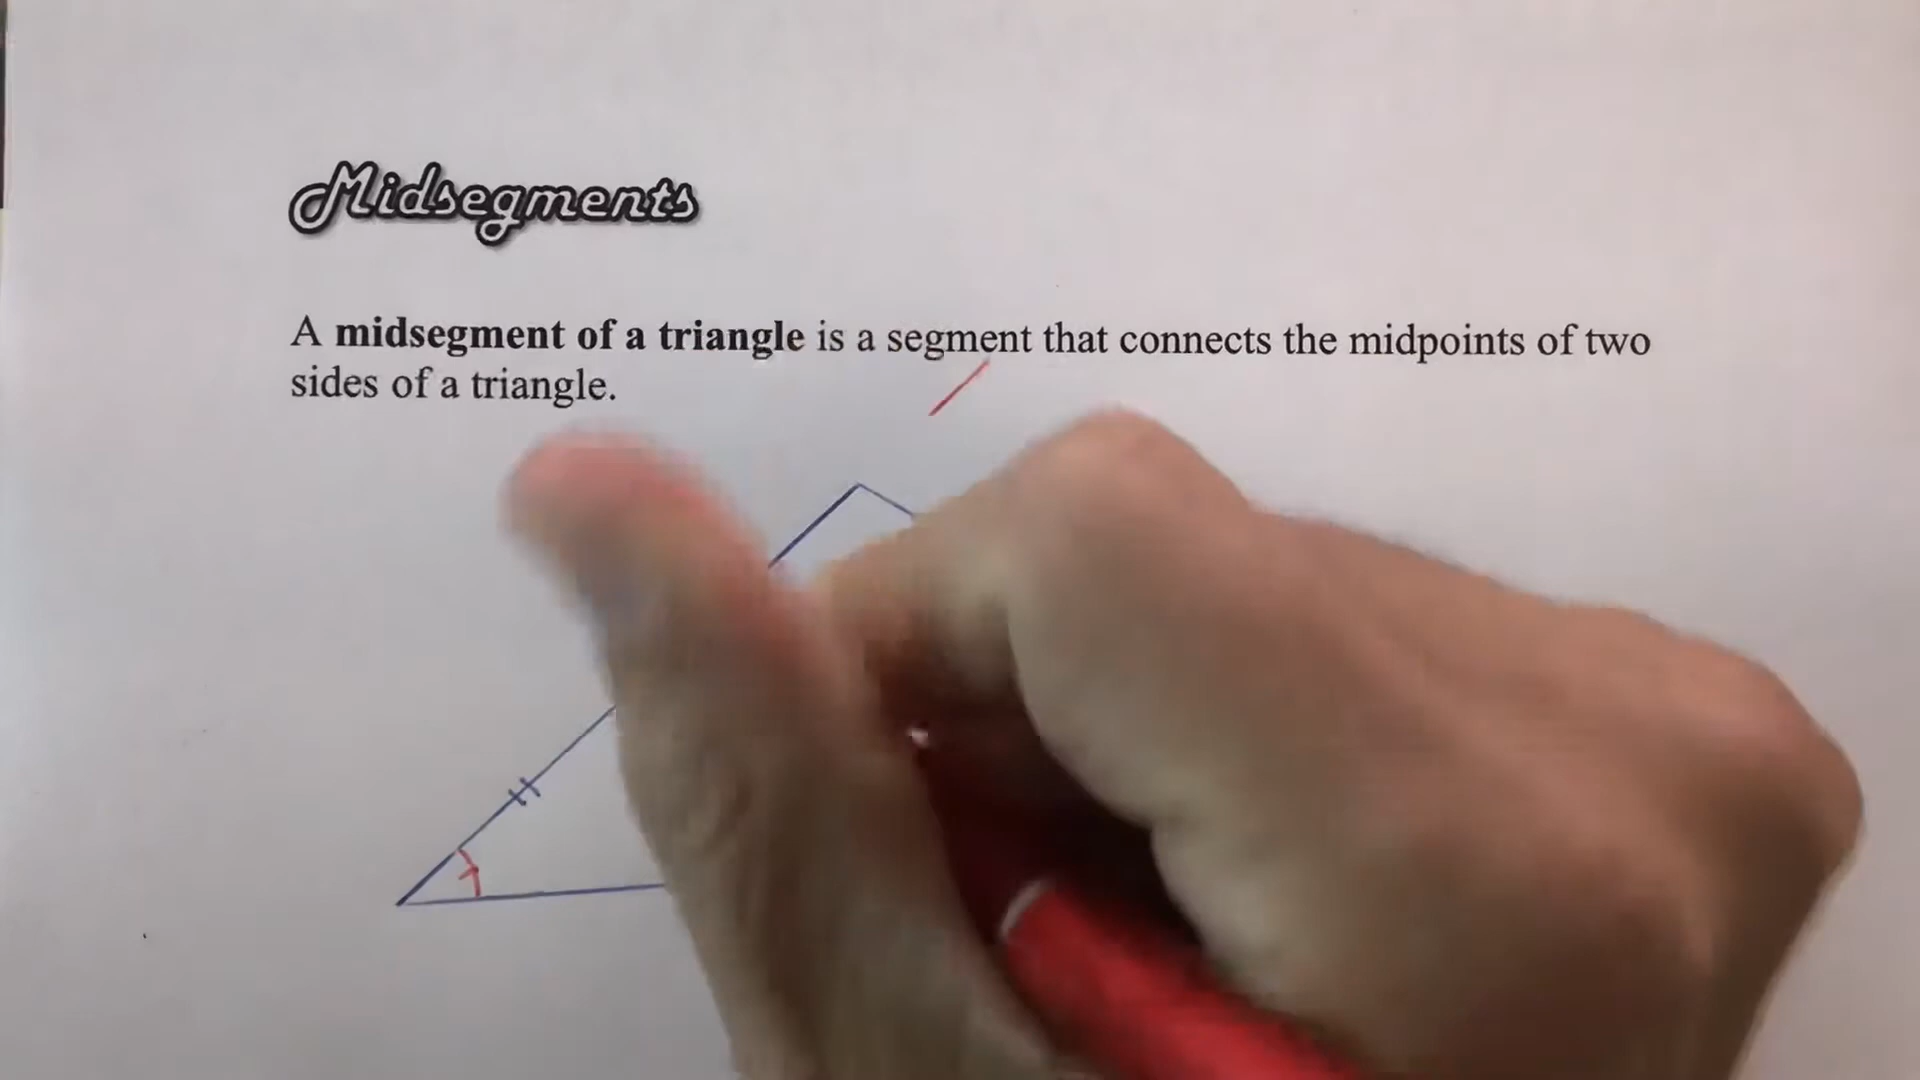 Midsegments
A midsegment of a triangle is a segment that connects the midpoints of two
sides of a triangle.